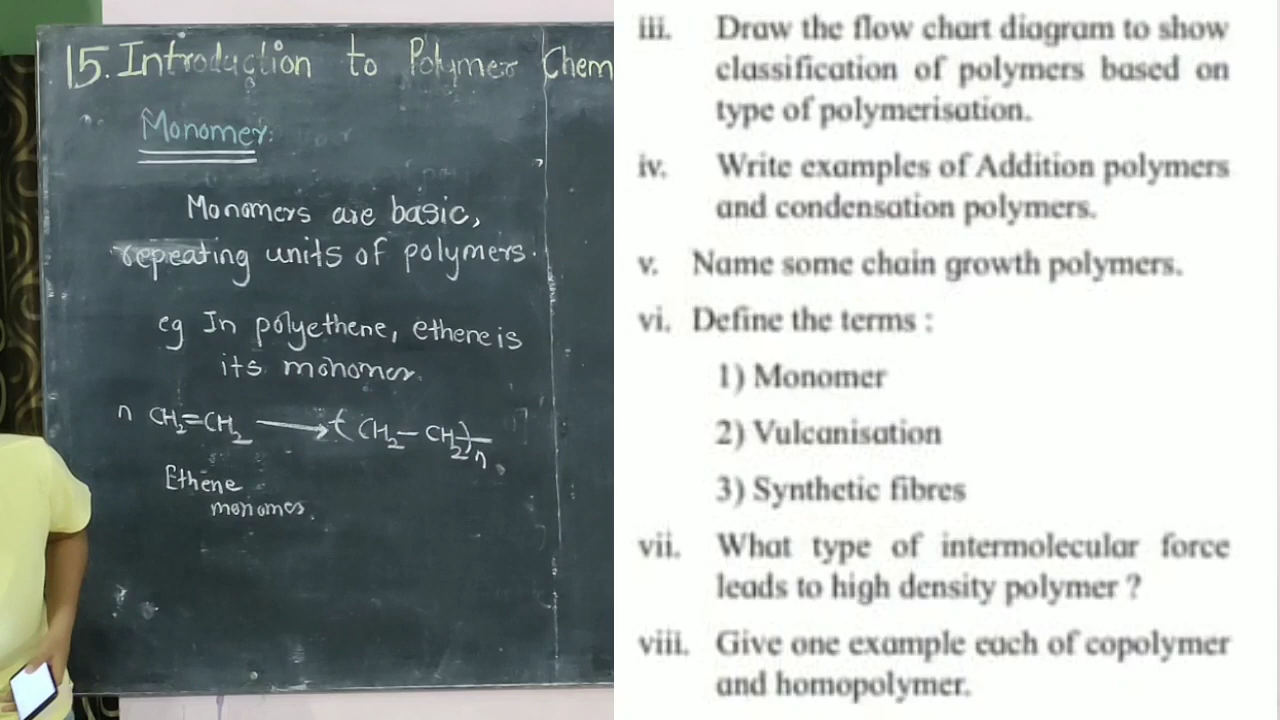 15. Introduction to Polymer Chem
Monomer:
Monomers are basic,
repeating units of polymers.
eg In polyethene, ethene is
its monomer.
n CH₂=CH₂ ⟶ ( CH₂ – CH₂ )n
Ethene
monomer.
iii. Draw the flow chart diagram to show
classification of polymers based on
type of polymerisation.
iv. Write examples of Addition polymers
and condensation polymers.
v. Name some chain growth polymers.
vi. Define the terms :
1) Monomer
2) Vulcanisation
3) Synthetic fibres
vii. What type of intermolecular force
leads to high density polymer ?
viii. Give one example each of copolymer
and homopolymer.